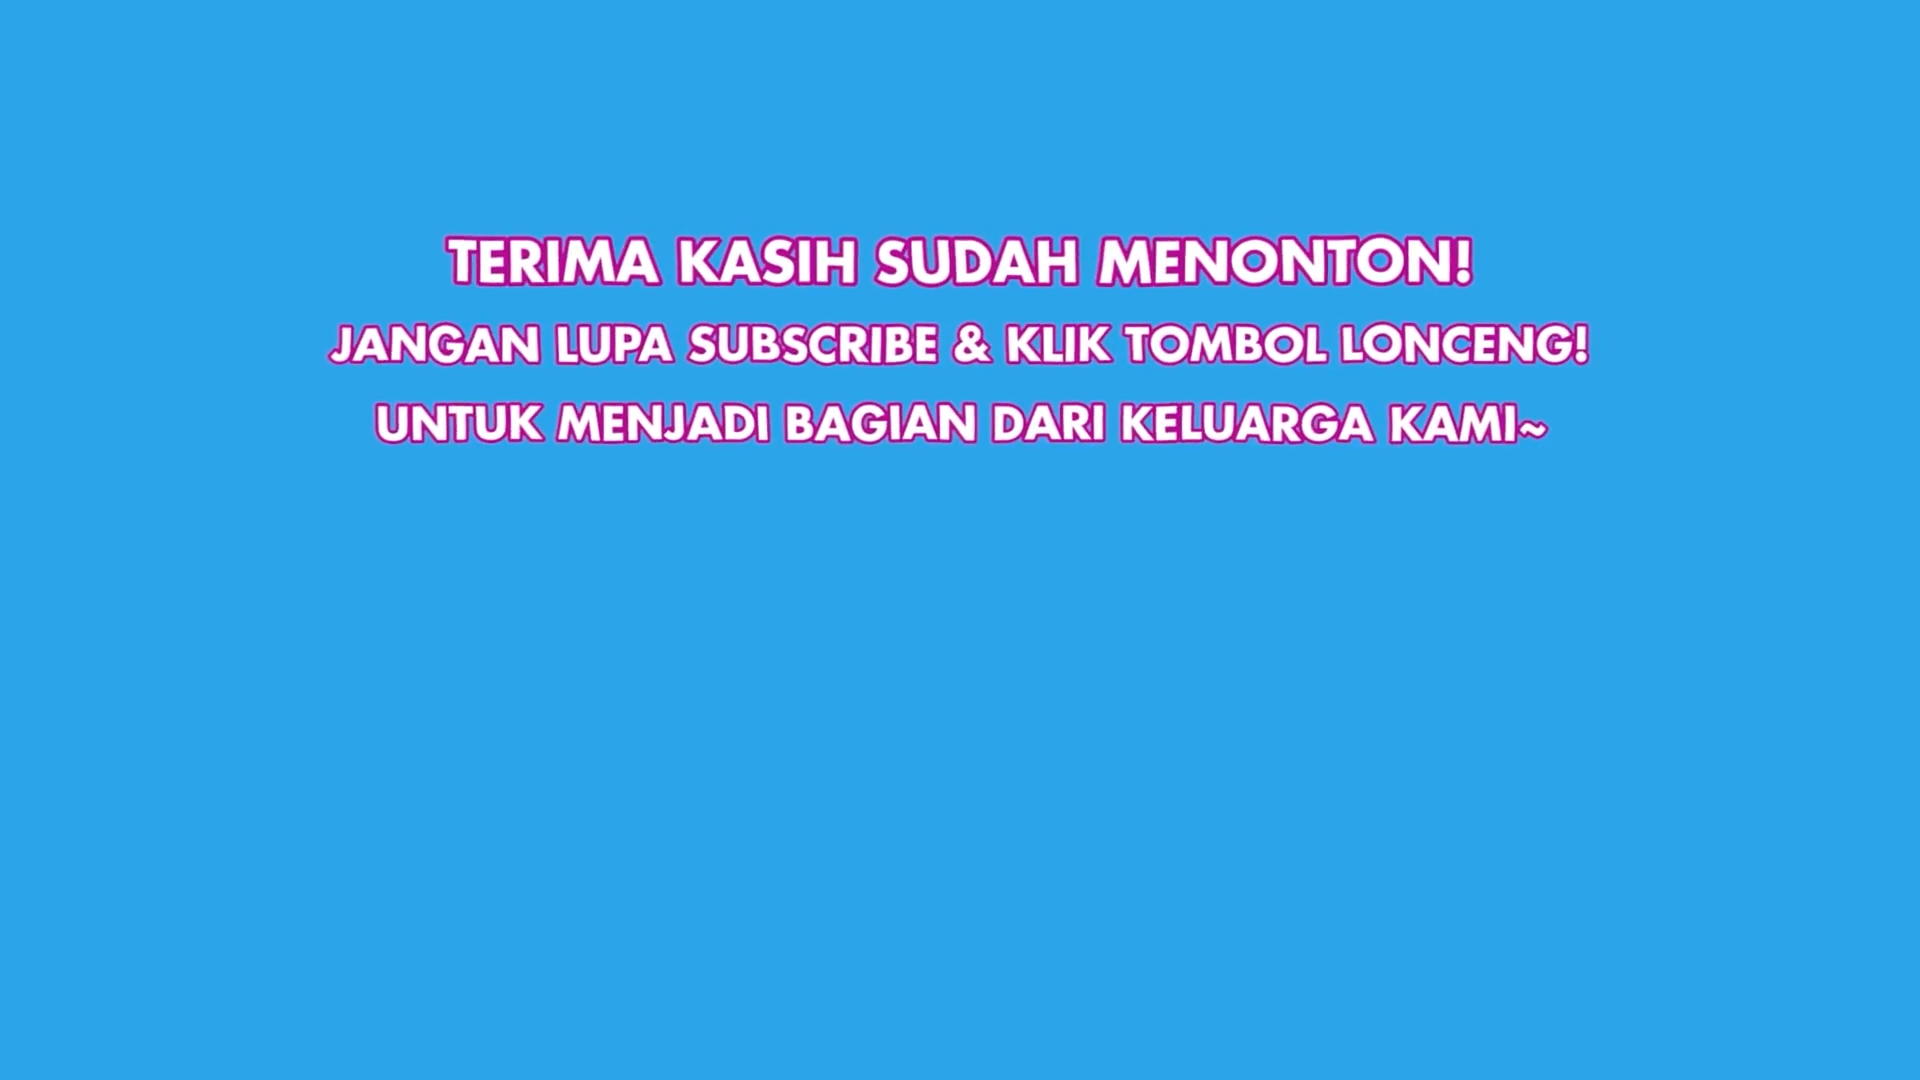 TERIMA KASIH SUDAH MENONTON!
JANGAN LUPA SUBSCRIBE & KLIK TOMBOL LONCENG!
UNTUK MENJADI BAGIAN DARI KELUARGA KAMI~